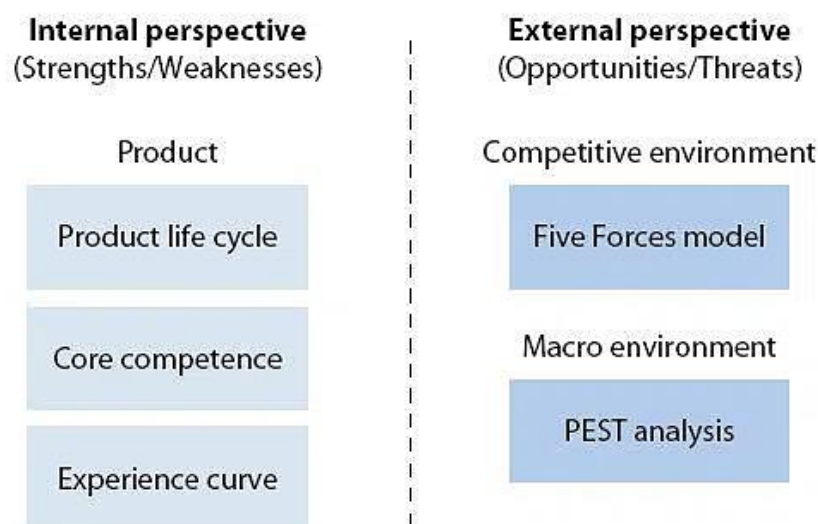 Internal perspective
(Strengths/Weaknesses)
Product
Product life cycle
Core competence
Experience curve
External perspective
(Opportunities/Threats)
Competitive environment
Five Forces model
Macro environment
PEST analysis